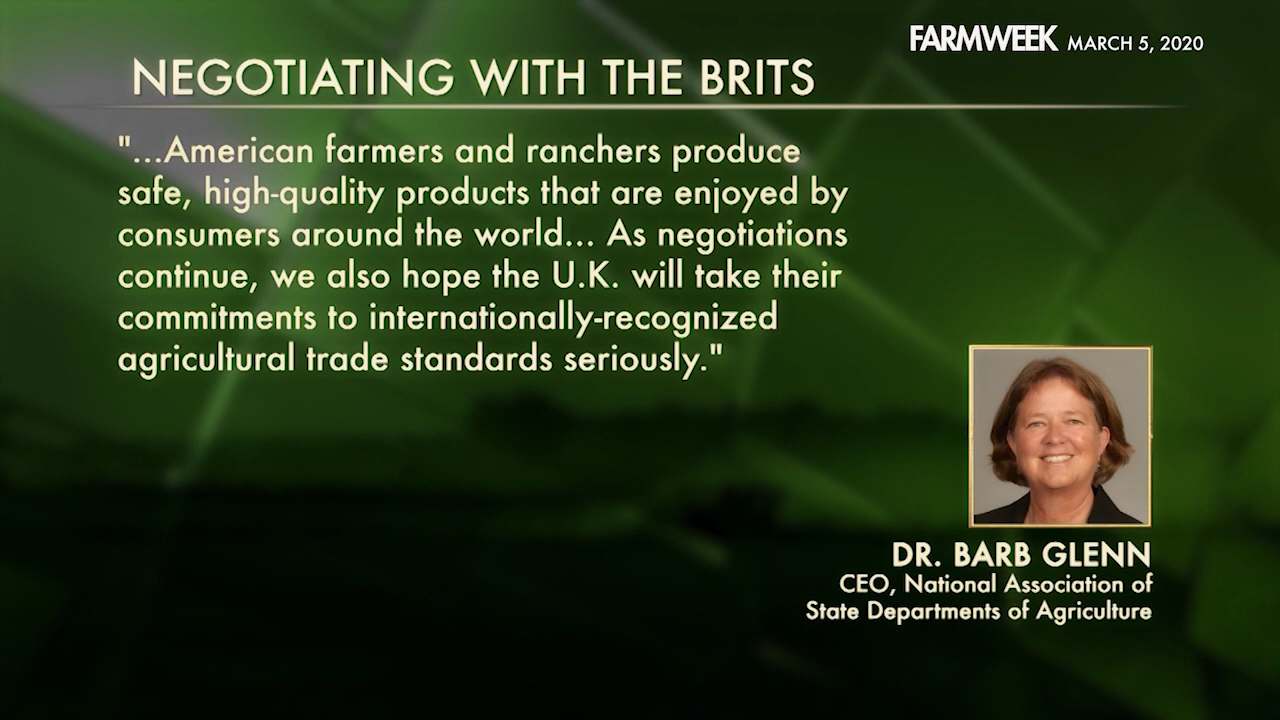 FARMWEEK MARCH 5, 2020
NEGOTIATING WITH THE BRITS
"...American farmers and ranchers produce
safe, high-quality products that are enjoyed by
consumers around the world... As negotiations
continue, we also hope the U.K. will take their
commitments to internationally-recognized
agricultural trade standards seriously."
DR. BARB GLENN
CEO, National Association of
State Departments of Agriculture